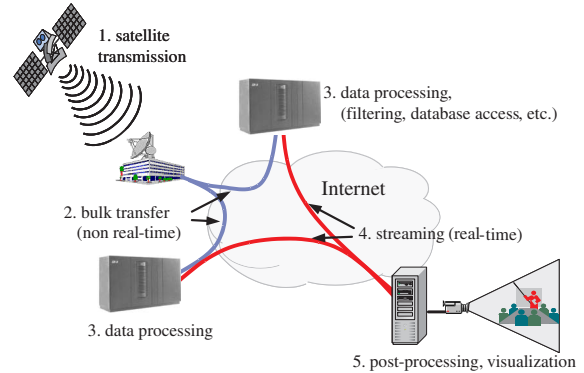 1. satellite
transmission
3. data processing,
(filtering, database access, etc.)
Internet
2. bulk transfer
(non real-time)
4. streaming (real-time)
3. data processing
5. post-processing, visualization